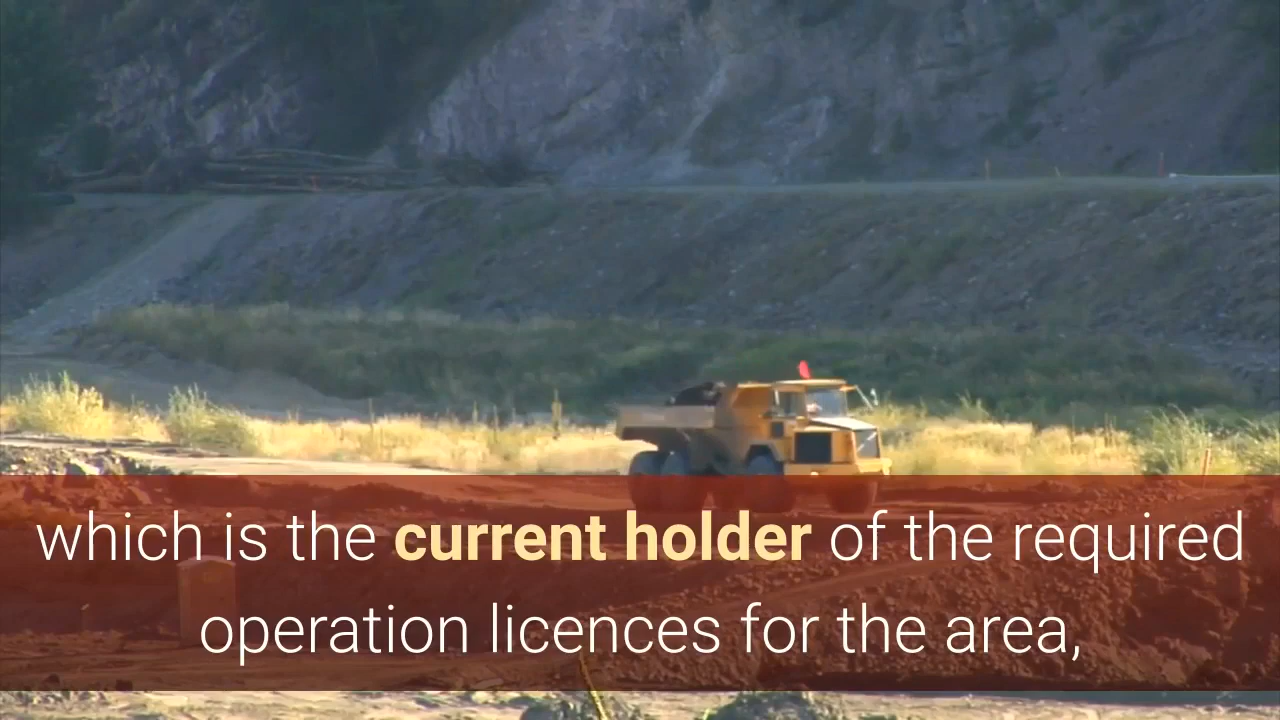 which is the current holder of the required
operation licences for the area,